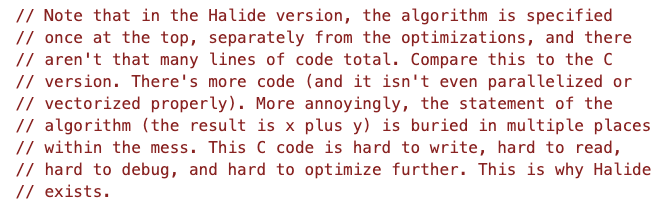 // Note that in the Halide version, the algorithm is specified
// once at the top, separately from the optimizations, and there
// aren't that many lines of code total. Compare this to the C
// version. There's more code (and it isn't even parallelized or
// vectorized properly). More annoyingly, the statement of the
// algorithm (the result is x plus y) is buried in multiple places
// within the mess. This C code is hard to write, hard to read,
// hard to debug, and hard to optimize further. This is why Halide
// exists.